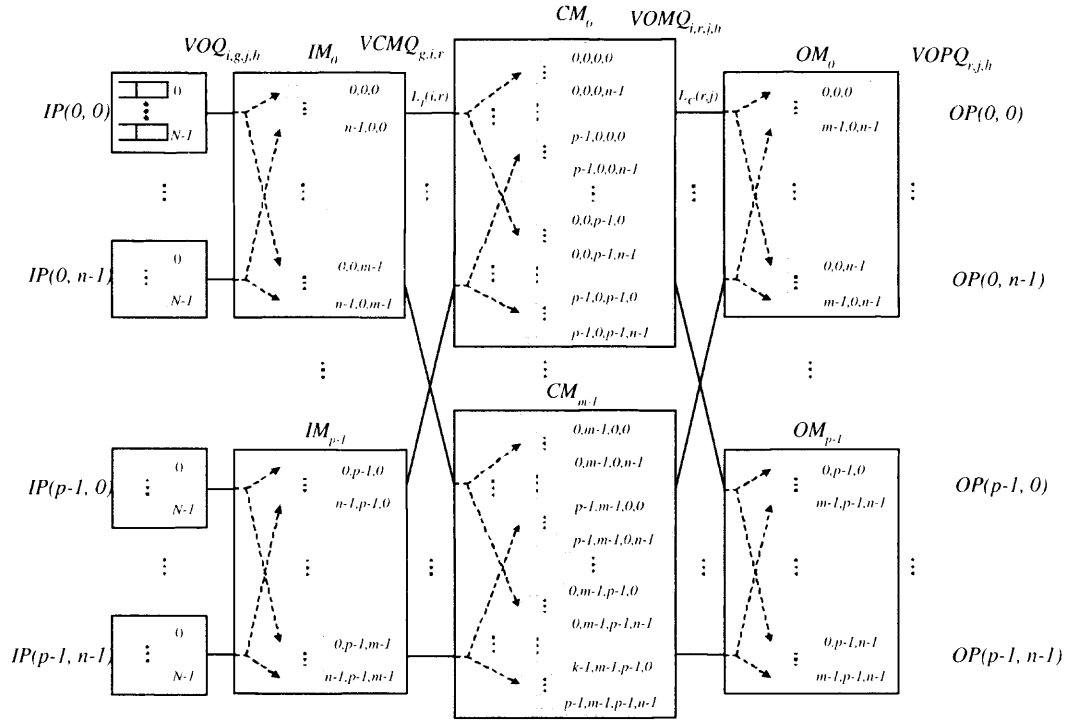 CM_0
VOQ_{i,g,j,h} IM_0 VCMQ_{g,i,r} VOMQ_{i,r,j,h} OM_0 VOPQ_{r,j,h}
IP(0, 0)
0
N-1
0,0,0
n-1,0,0
L_I(i,r)
0,0,0,0
0,0,0,n-1
p-1,0,0,0
p-1,0,0,n-1
0,0,p-1,0
0,0,p-1,n-1
p-1,0,p-1,0
p-1,0,p-1,n-1
L_C(r,j)
0,0,0
m-1,0,n-1
OP(0, 0)
IP(0, n-1)
0
N-1
0,0,m-1
n-1,0,m-1
0,0,n-1
m-1,0,n-1
OP(0, n-1)
CM_{m-1}
IM_{p-1}
OM_{p-1}
IP(p-1, 0)
0
N-1
0,p-1,0
n-1,p-1,0
0,m-1,0,0
0,m-1,0,n-1
p-1,m-1,0,0
p-1,m-1,0,n-1
0,m-1,p-1,0
0,m-1,p-1,n-1
k-1,m-1,p-1,0
p-1,m-1,p-1,n-1
0,p-1,0
m-1,p-1,n-1
OP(p-1, 0)
IP(p-1, n-1)
0
N-1
0,p-1,m-1
n-1,p-1,m-1
0,p-1,n-1
m-1,p-1,n-1
OP(p-1, n-1)